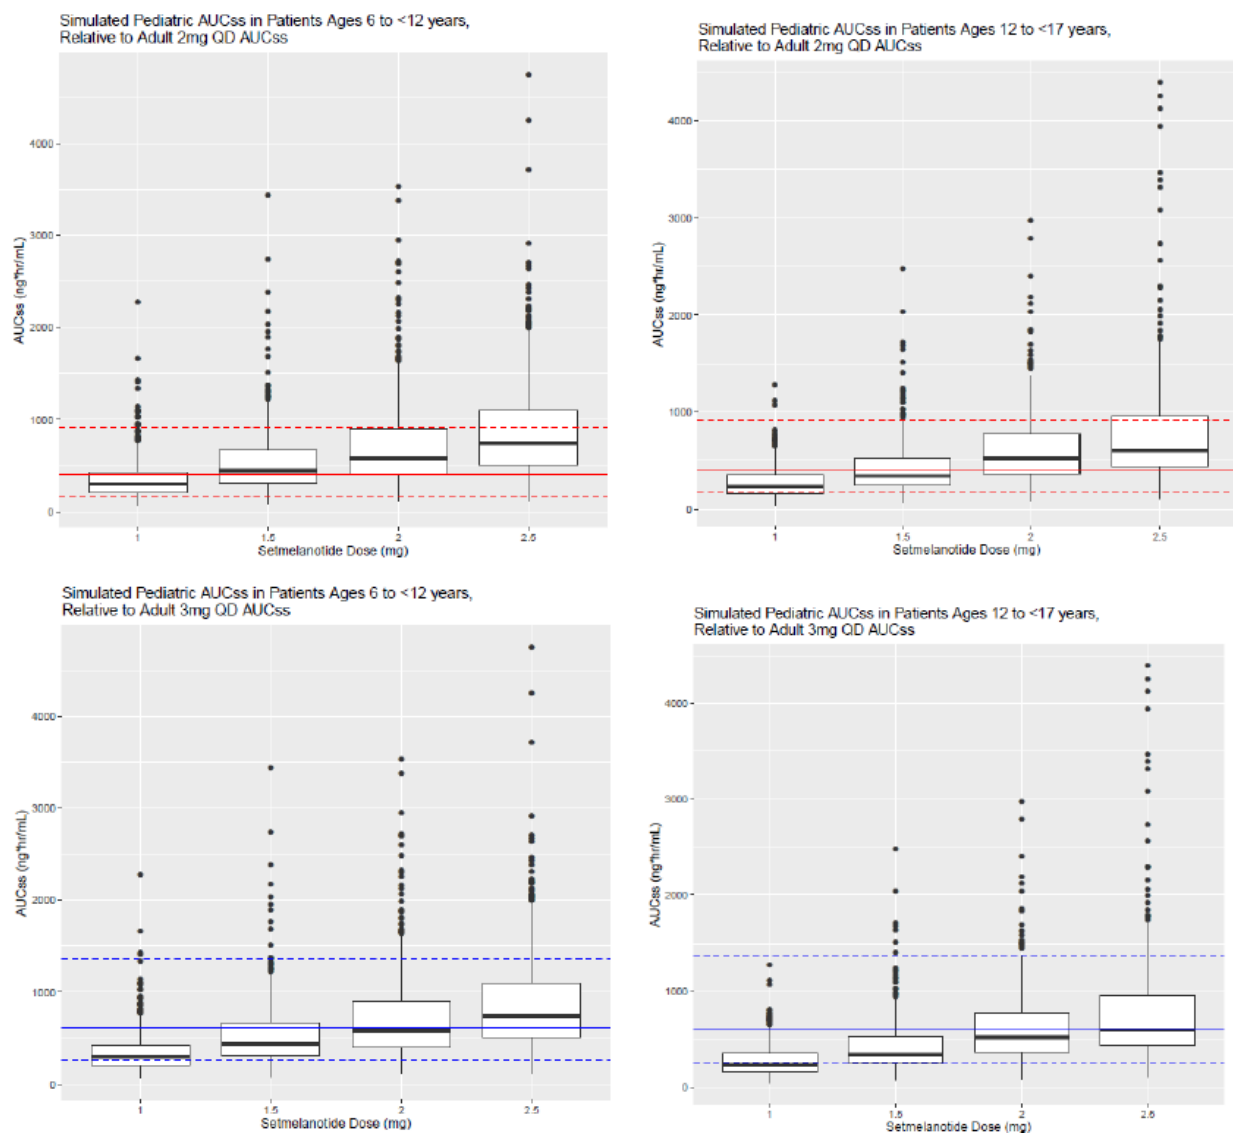 Simulated Pediatric AUCss in Patients Ages 6 to <12 years,
Relative to Adult 2mg QD AUCss
AUCss (ng*hr/mL)
4000
3000
2000
1000
0
1
1.5
2
2.5
Setmelanotide Dose (mg)
Simulated Pediatric AUCss in Patients Ages 12 to <17 years,
Relative to Adult 2mg QD AUCss
AUCss (ng*hr/mL)
4000
3000
2000
1000
0
1
1.5
2
2.5
Setmelanotide Dose (mg)
Simulated Pediatric AUCss in Patients Ages 6 to <12 years,
Relative to Adult 3mg QD AUCss
AUCss (ng*hr/mL)
4000
3000
2000
1000
0
1
1.5
2
2.5
Setmelanotide Dose (mg)
Simulated Pediatric AUCss in Patients Ages 12 to <17 years,
Relative to Adult 3mg QD AUCss
AUCss (ng*hr/mL)
4000
3000
2000
1000
0
1
1.5
2
2.5
Setmelanotide Dose (mg)